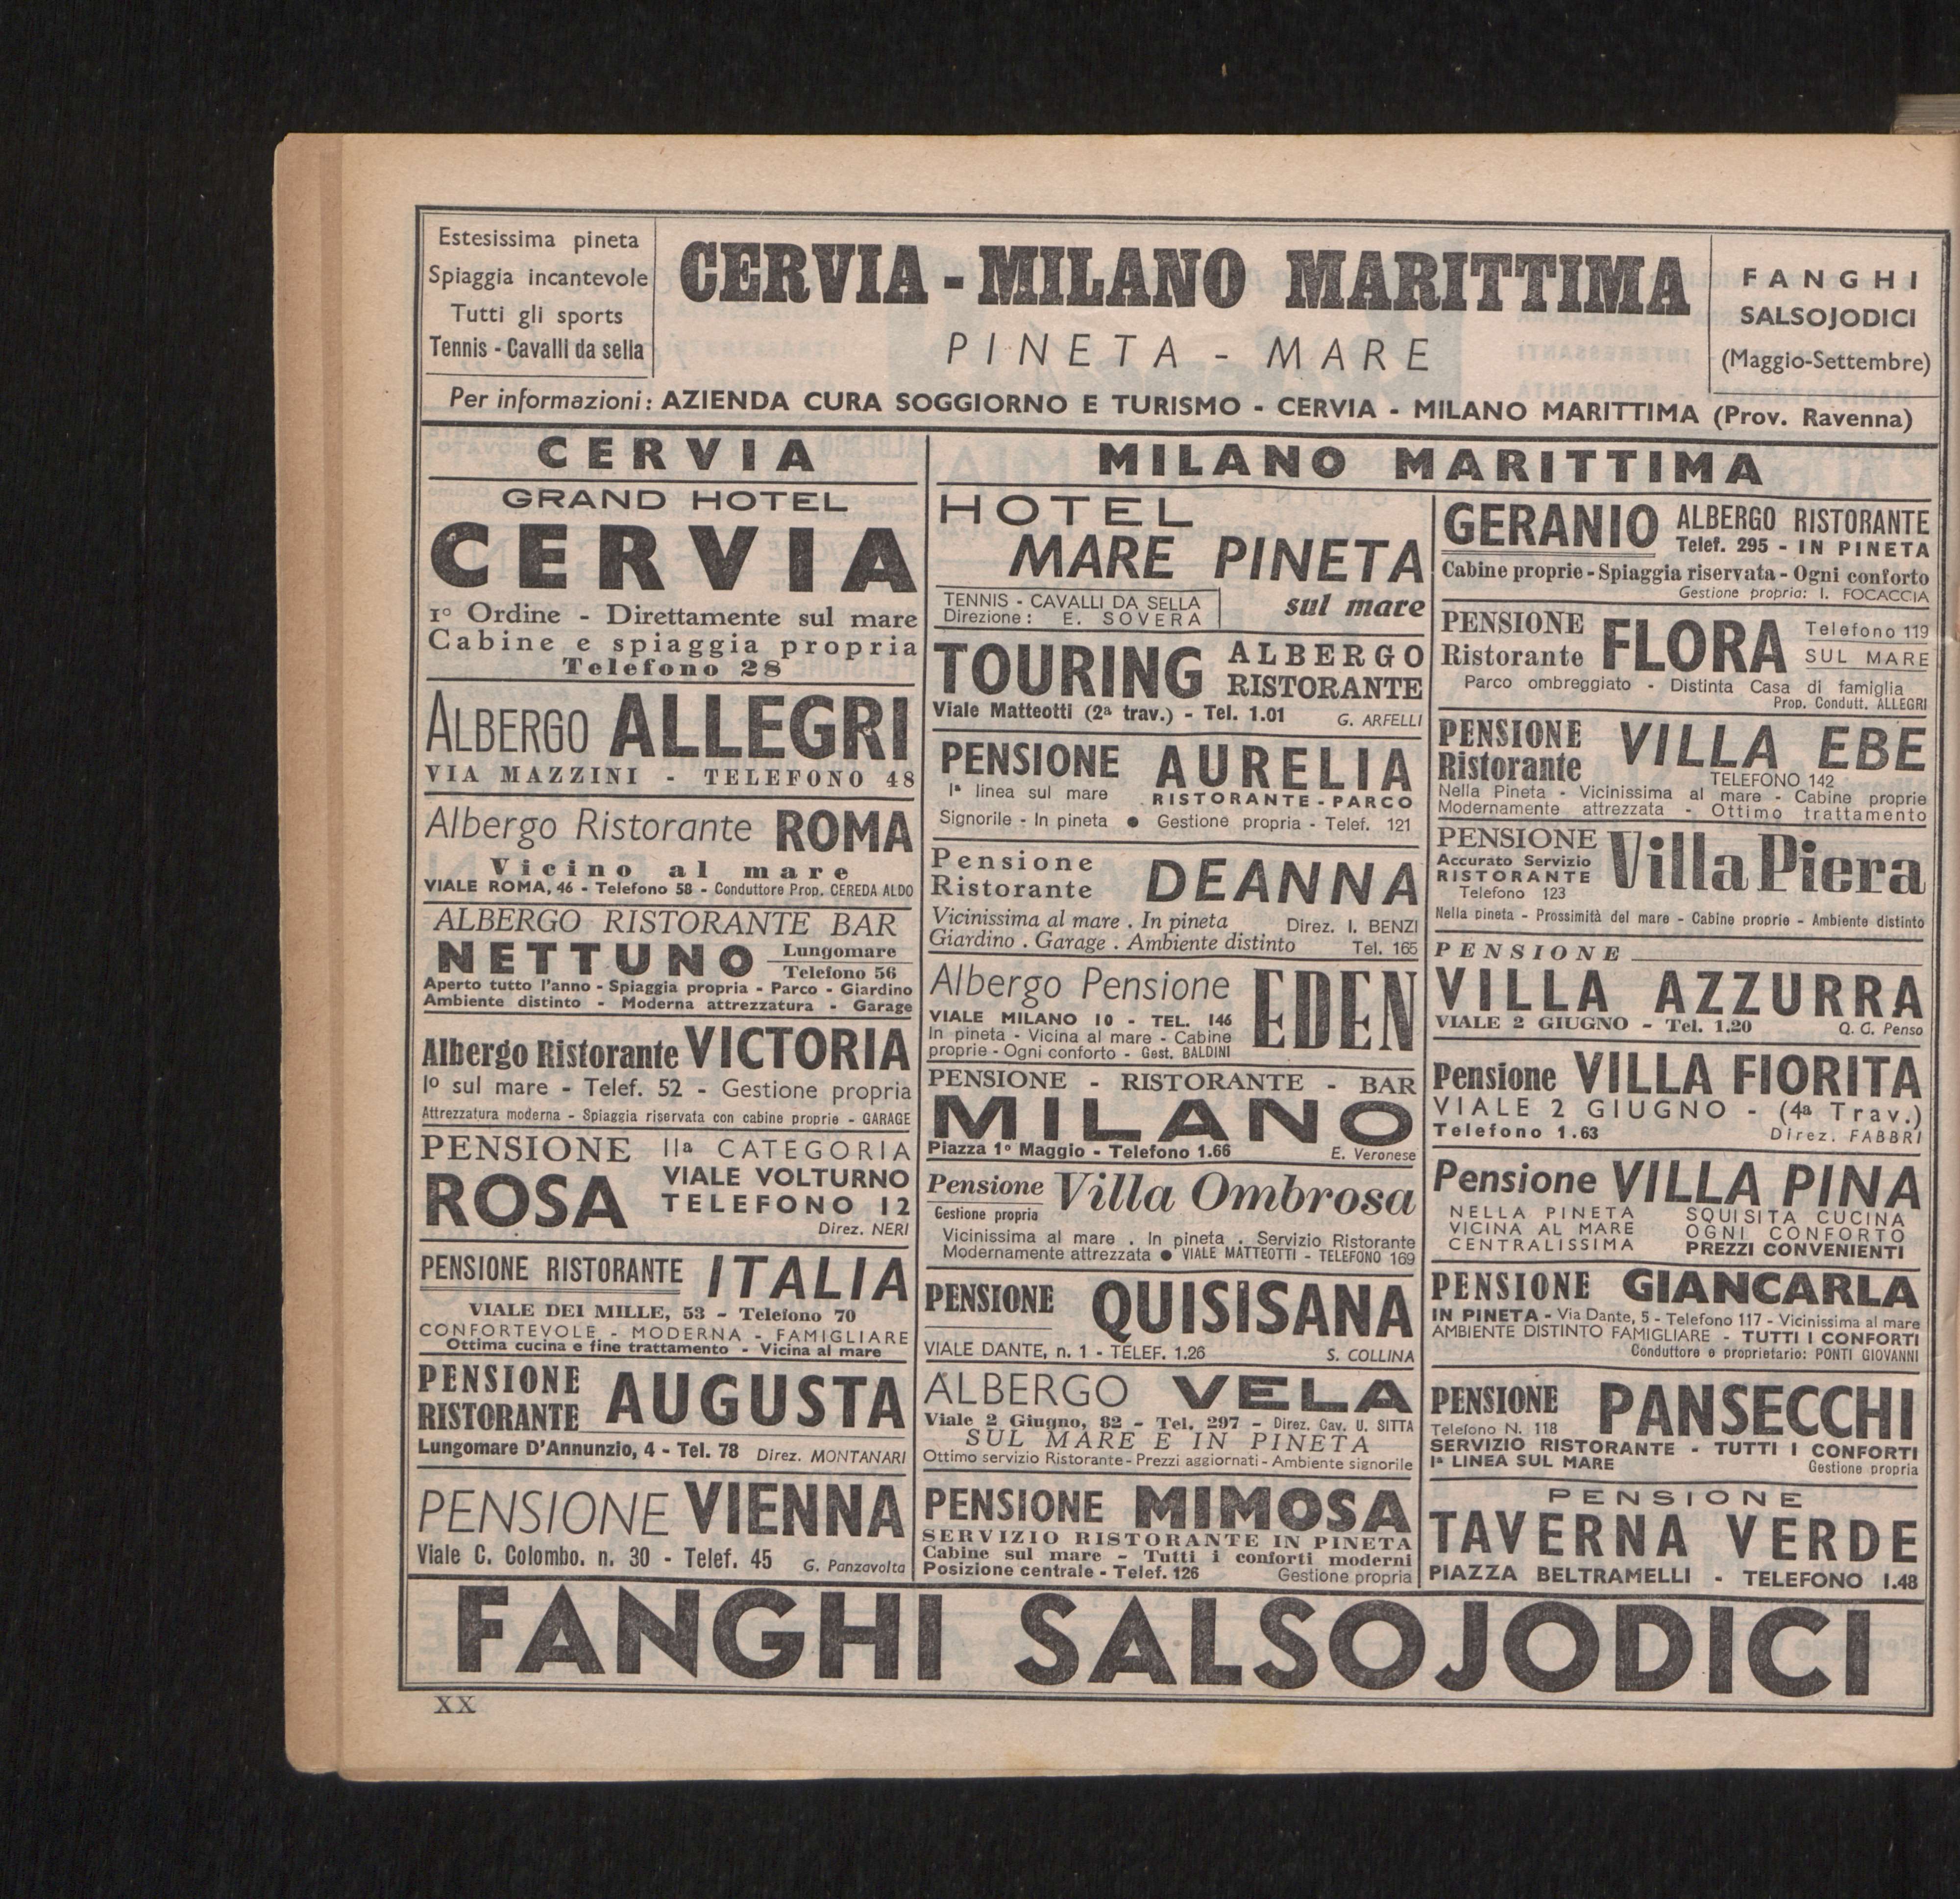 Estesissima pineta
Spiaggia incantevole
Tutti gli sports
Tennis - Cavalli da sella
CERVIA - MILANO MARITTIMA
PINETA - MARE
FANGHI
SALSOJODICI
(Maggio-Settembre)
Per informazioni: AZIENDA CURA SOGGIORNO E TURISMO - CERVIA - MILANO MARITTIMA (Prov. Ravenna)
CERVIA
GRAND HOTEL
CERVIA
1º Ordine - Direttamente sul mare
Cabine e spiaggia propria
Telefono 28
ALBERGO ALLEGRI
VIA MAZZINI - TELEFONO 48
Albergo Ristorante ROMA
Vicino al mare
VIALE ROMA, 46 - Telefono 58 - Conduttore Prop. CEREDA ALDO
ALBERGO RISTORANTE BAR
NETTUNO
Lungomare
Telefono 56
Aperto tutto l'anno - Spiaggia propria - Parco - Giardino
Ambiente distinto - Moderna attrezzatura - Garage
Albergo Ristorante VICTORIA
Iº sul mare - Telef. 52 - Gestione propria
Attrezzatura moderna - Spiaggia riservata con cabine proprie - GARAGE
PENSIONE
ROSA
IIª CATEGORIA
VIALE VOLTURNO
TELEFONO 12
Direz. NERI
PENSIONE RISTORANTE ITALIA
VIALE DEI MILLE, 53 - Telefono 70
CONFORTEVOLE - MODERNA - FAMIGLIARE
Ottima cucina e fine trattamento - Vicina al mare
PENSIONE
RISTORANTE
AUGUSTA
Lungomare D'Annunzio, 4 - Tel. 78 Direz. MONTANARI
PENSIONE VIENNA
Viale C. Colombo. n. 30 - Telef. 45 G. Panzavolta
MILANO MARITTIMA
HOTEL
MARE PINETA
sul mare
TENNIS - CAVALLI DA SELLA
Direzione: E. SOVERA
TOURING
ALBERGO
RISTORANTE
Viale Matteotti (2ª trav.) - Tel. 1.01 G. ARFELLI
PENSIONE AURELIA
Iª linea sul mare
RISTORANTE - PARCO
Signorile - In pineta ● Gestione propria - Telef. 121
Pensione
Ristorante
DEANNA
Vicinissima al mare . In pineta Direz. I. BENZI
Giardino . Garage . Ambiente distinto Tel. 165
Albergo Pensione
EDEN
VIALE MILANO 10 - TEL. 146
In pineta - Vicina al mare - Cabine
proprie - Ogni conforto - Gest. BALDINI
PENSIONE - RISTORANTE - BAR
MILANO
Piazza 1º Maggio - Telefono 1.66 E. Veronese
Pensione
Gestione propria
Villa Ombrosa
Vicinissima al mare . In pineta . Servizio Ristorante
Modernamente attrezzata ● VIALE MATTEOTTI - TELEFONO 169
PENSIONE QUISISANA
VIALE DANTE, n. 1 - TELEF. 1.26 S. COLLINA
ALBERGO VELA
Viale 2 Giugno, 82 - Tel. 297 - Direz. Cav. U. SITTA
SUL MARE E IN PINETA
Ottimo servizio Ristorante - Prezzi aggiornati - Ambiente signorile
PENSIONE MIMOSA
SERVIZIO RISTORANTE IN PINETA
Cabine sul mare - Tutti i conforti moderni
Posizione centrale - Telef. 126 Gestione propria
GERANIO
ALBERGO RISTORANTE
Telef. 295 - IN PINETA
Cabine proprie - Spiaggia riservata - Ogni conforto
Gestione propria: I. FOCACCIA
PENSIONE
Ristorante
FLORA
Telefono 119
SUL MARE
Parco ombreggiato - Distinta Casa di famiglia
Prop. Condutt. ALLEGRI
PENSIONE
Ristorante
VILLA EBE
TELEFONO 142
Nella Pineta - Vicinissima al mare - Cabine proprie
Modernamente attrezzata - Ottimo trattamento
PENSIONE
Accurato Servizio
RISTORANTE
Telefono 123
Villa Piera
Nella pineta - Prossimità del mare - Cabine proprie - Ambiente distinto
PENSIONE
VILLA AZZURRA
VIALE 2 GIUGNO - Tel. 1.20 Q. G. Penso
Pensione VILLA FIORITA
VIALE 2 GIUGNO - (4ª Trav.)
Telefono 1.63 Direz. FABBRI
Pensione VILLA PINA
NELLA PINETA
VICINA AL MARE
CENTRALISSIMA
SQUISITA CUCINA
OGNI CONFORTO
PREZZI CONVENIENTI
PENSIONE GIANCARLA
IN PINETA - Via Dante, 5 - Telefono 117 - Vicinissima al mare
AMBIENTE DISTINTO FAMIGLIARE - TUTTI I CONFORTI
Conduttore e proprietario: PONTI GIOVANNI
PENSIONE PANSECCHI
Telefono N. 118
SERVIZIO RISTORANTE - TUTTI I CONFORTI
Iª LINEA SUL MARE Gestione propria
PENSIONE
TAVERNA VERDE
PIAZZA BELTRAMELLI - TELEFONO 1.48
FANGHI SALSOJODICI
XX